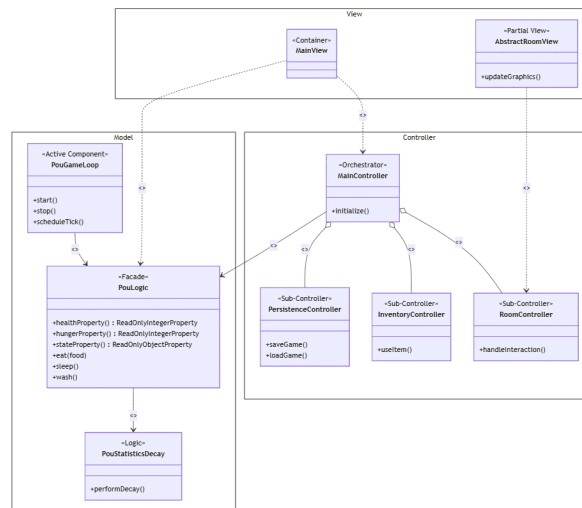 View
«Container»
MainView
«Partial View»
AbstractRoomView
+updateGraphics()
<>
<>
<>
Model
Controller
«Active Component»
PouGameLoop
+start()
+stop()
+scheduleTick()
«Orchestrator»
MainController
+initialize()
<>
<>
<>
<>
<>
«Facade»
PouLogic
+healthProperty() : ReadOnlyIntegerProperty
+hungerProperty() : ReadOnlyIntegerProperty
+stateProperty() : ReadOnlyObjectProperty
+eat(food)
+sleep()
+wash()
«Sub-Controller»
PersistenceController
+saveGame()
+loadGame()
«Sub-Controller»
InventoryController
+useItem()
«Sub-Controller»
RoomController
+handleInteraction()
<>
«Logic»
PouStatisticsDecay
+performDecay()